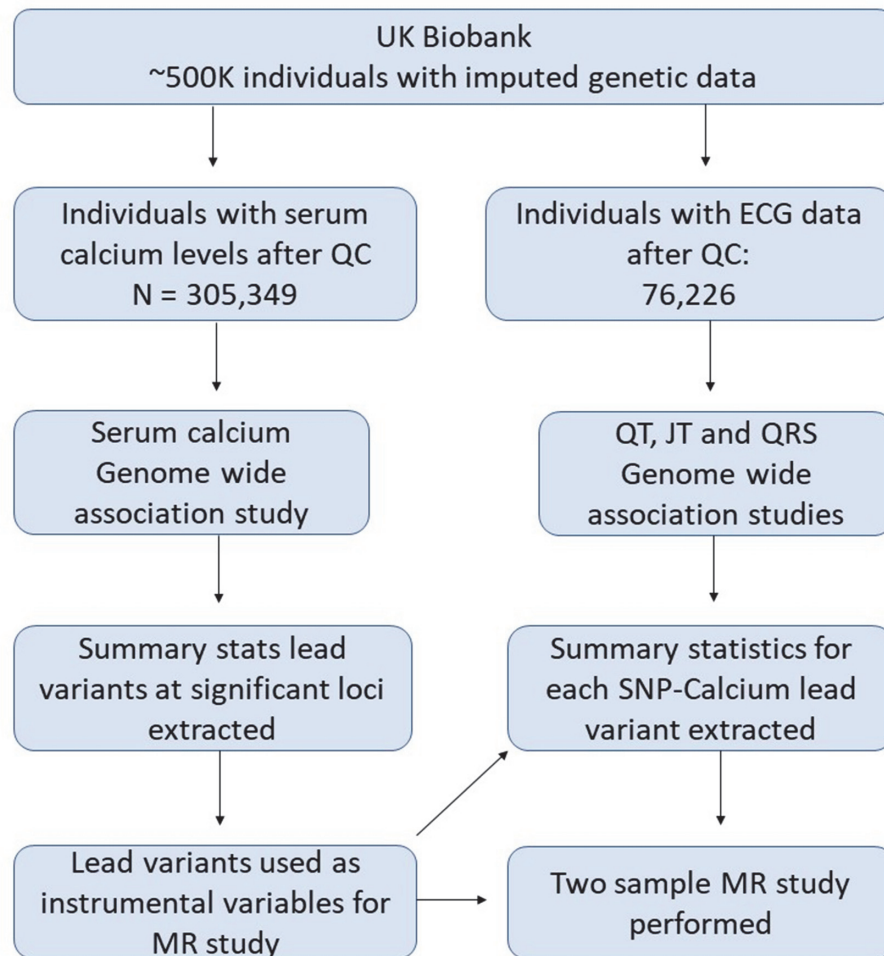 UK Biobank
~500K individuals with imputed genetic data
Individuals with serum
calcium levels after QC
N = 305,349
Individuals with ECG data
after QC:
76,226
Serum calcium
Genome wide
association study
QT, JT and QRS
Genome wide
association studies
Summary stats lead
variants at significant loci
extracted
Summary statistics for
each SNP-Calcium lead
variant extracted
Lead variants used as
instrumental variables for
MR study
Two sample MR study
performed